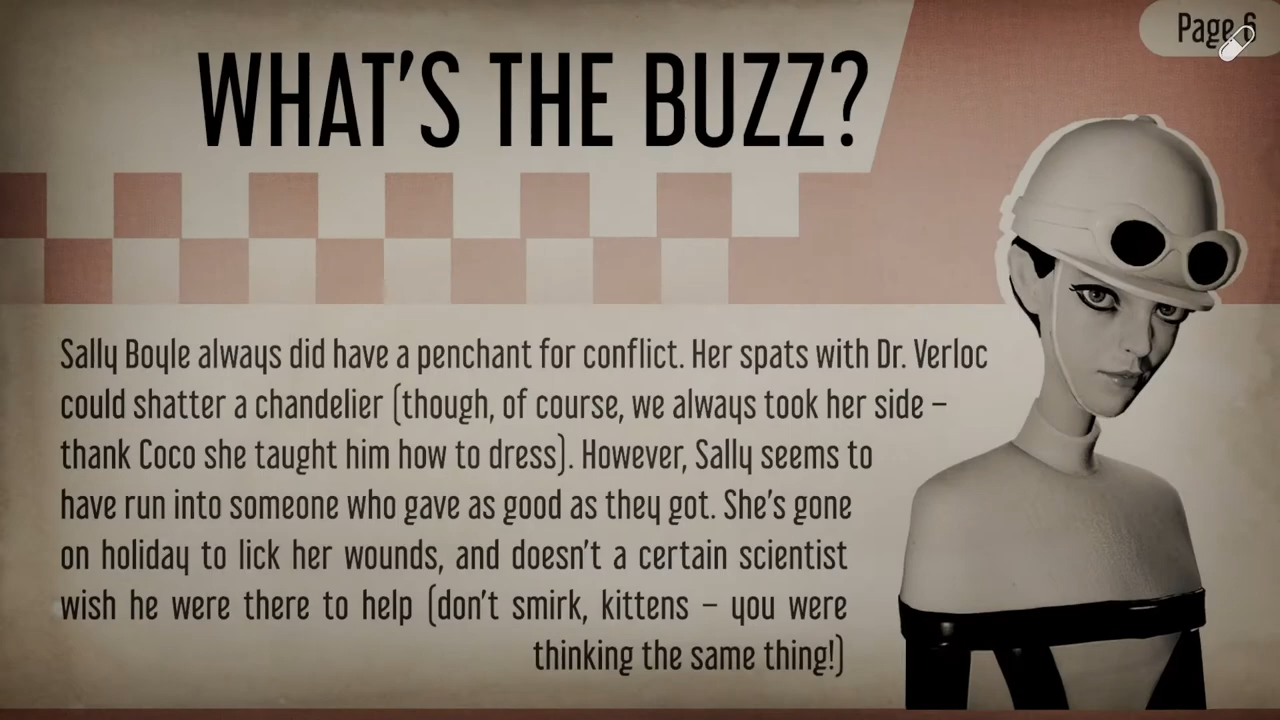 Page 6
WHAT'S THE BUZZ?
Sally Boyle always did have a penchant for conflict. Her spats with Dr. Verloc
could shatter a chandelier (though, of course, we always took her side –
thank Coco she taught him how to dress). However, Sally seems to
have run into someone who gave as good as they got. She's gone
on holiday to lick her wounds, and doesn't a certain scientist
wish he were there to help (don't smirk, kittens – you were
thinking the same thing!)